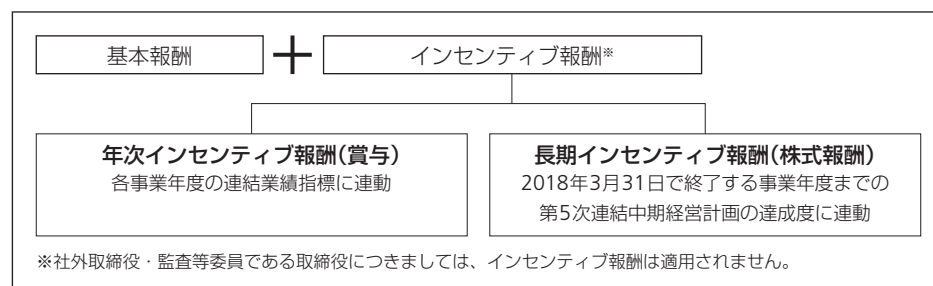 基本報酬 + インセンティブ報酬※
年次インセンティブ報酬(賞与)
各事業年度の連結業績指標に連動
長期インセンティブ報酬(株式報酬)
2018年3月31日で終了する事業年度までの
第5次連結中期経営計画の達成度に連動
※社外取締役・監査等委員である取締役につきましては、インセンティブ報酬は適用されません。